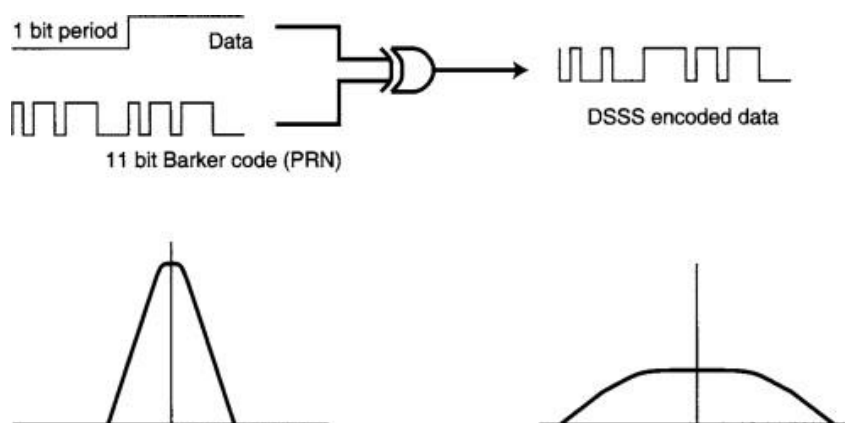 1 bit period
Data
11 bit Barker code (PRN)
DSSS encoded data